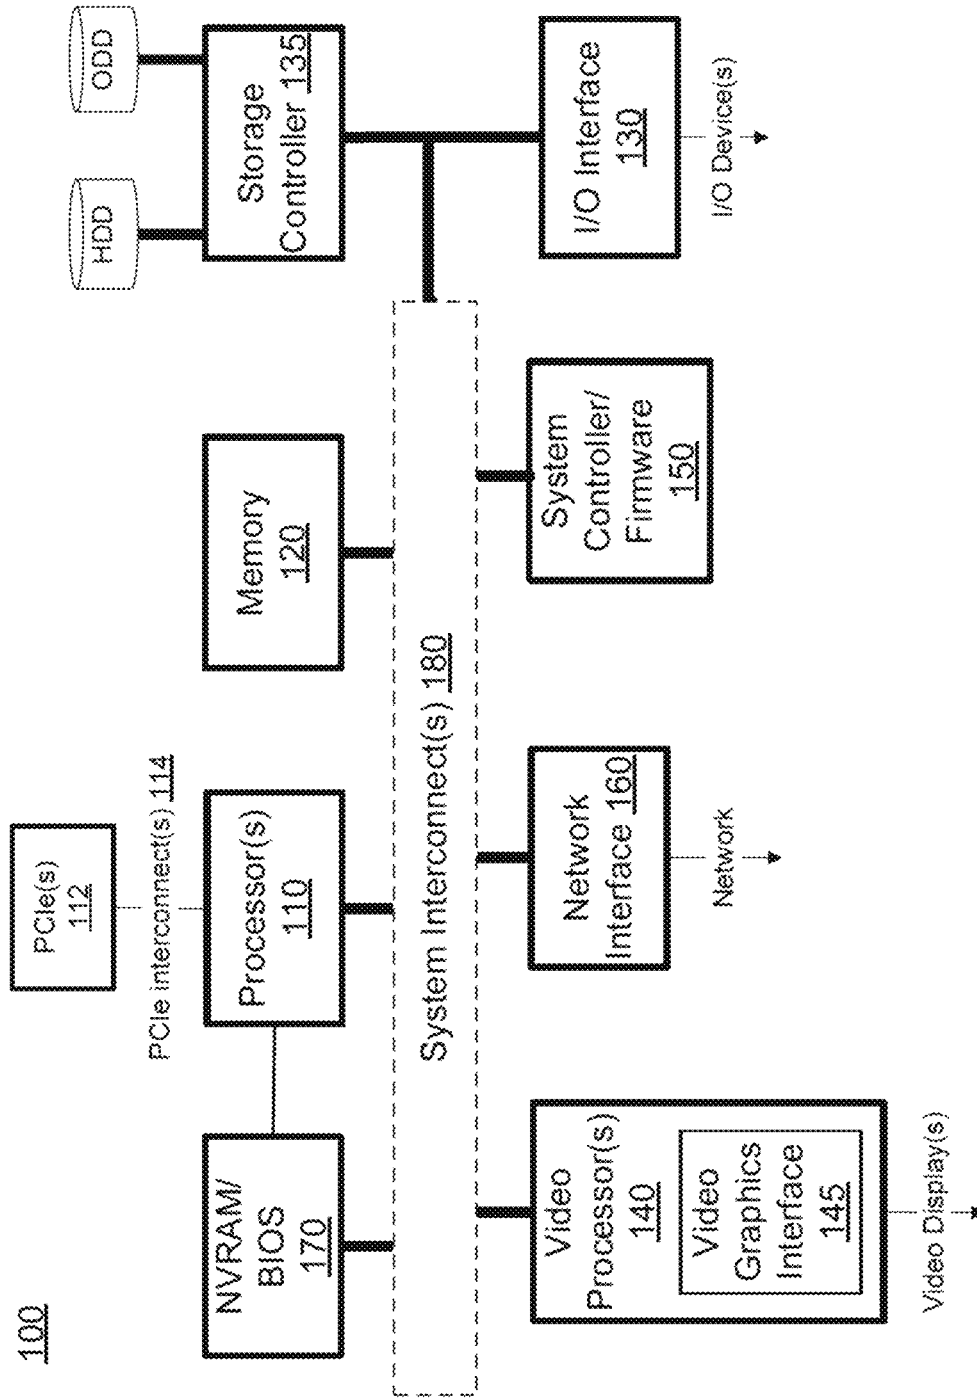 100
PCIe(s)
112
PCIe interconnect(s) 114
HDD
ODD
NVRAM/
BIOS
170
Processor(s)
110
Memory
120
Storage
Controller 135
System Interconnect(s) 180
Video
Processor(s)
140
Video
Graphics
Interface
145
Network
Interface 160
System
Controller/
Firmware
150
I/O Interface
130
Video Display(s)
Network
I/O Device(s)